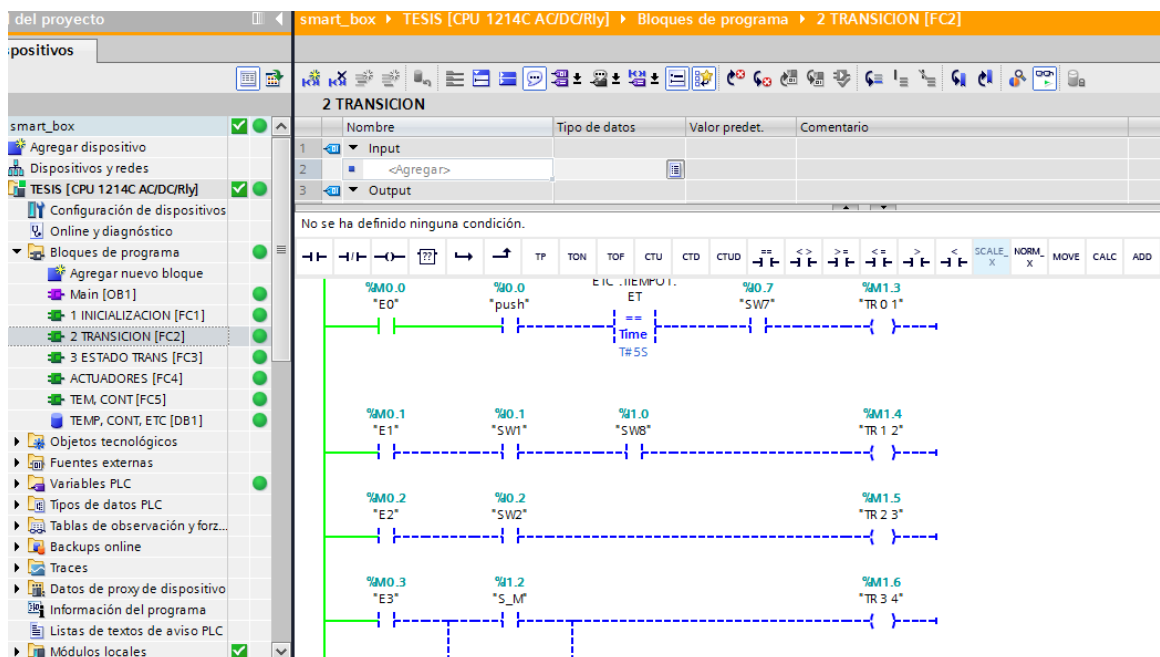 del proyecto
smart_box ▸ TESIS [CPU 1214C AC/DC/Rly] ▸ Bloques de programa ▸ 2 TRANSICION [FC2]
positivos
2 TRANSICION
Nombre Tipo de datos Valor predet. Comentario
1 Input
2 <Agregar>
3 Output
No se ha definido ninguna condición.
?? TP TON TOF CTU CTD CTUD == <> >= <= > < SCALE_X NORM_X MOVE CALC ADD
smart_box
Agregar dispositivo
Dispositivos y redes
TESIS [CPU 1214C AC/DC/Rly]
Configuración de dispositivos
Online y diagnóstico
Bloques de programa
Agregar nuevo bloque
Main [OB1]
1 INICIALIZACION [FC1]
2 TRANSICION [FC2]
3 ESTADO TRANS [FC3]
ACTUADORES [FC4]
TEM, CONT [FC5]
TEMP, CONT, ETC [DB1]
Objetos tecnológicos
Fuentes externas
Variables PLC
Tipos de datos PLC
Tablas de observación y forz...
Backups online
Traces
Datos de proxy de dispositivo
Información del programa
Listas de textos de aviso PLC
Módulos locales
%M0.0 %I0.0 ETC".TIEMPO1. %I0.7 %M1.3
"E0" "push" ET "SW7" "TR 0 1"
==
Time
T#5S
%M0.1 %I0.1 %I1.0 %M1.4
"E1" "SW1" "SW8" "TR 1 2"
%M0.2 %I0.2 %M1.5
"E2" "SW2" "TR 2 3"
%M0.3 %I1.2 %M1.6
"E3" "S_M" "TR 3 4"